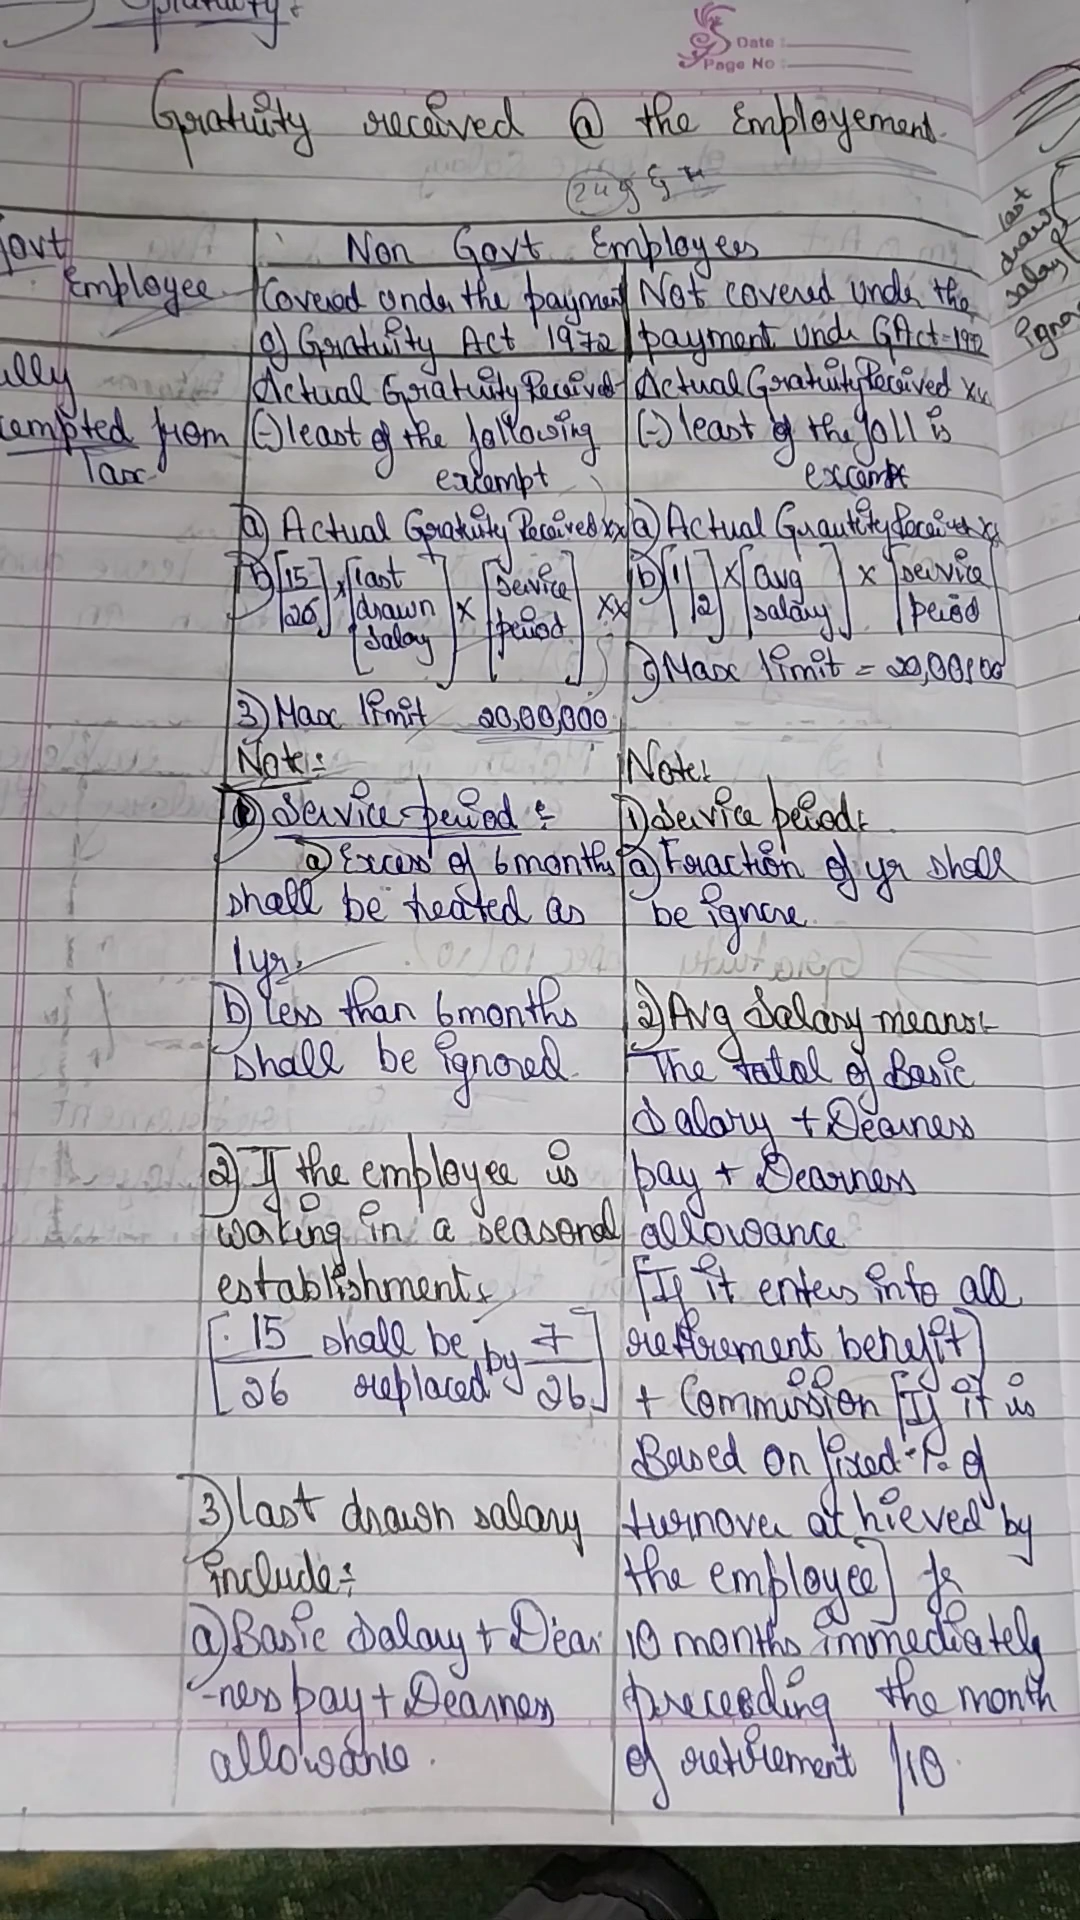 Gratuity:
Date :
Page No :
Gratuity received @ the Employement.
last
drawn
salary
Govt
Employee
Non Govt Employees
Covered under the payment
of Gratuity Act 1972
Not covered under the
payment unde GAct-1972
ully
exempted from
Tax
Actual Gratuity Received
(-) least of the following
exempt
a) Actual Gratuity Received xx
b) [15/26] x [last drawn salary] x [service period] xx
3) Max limit 20,00,000
Note:
1) Service period :
a) Excess of 6 months
shall be treated as
1yr.
b) less than 6 months
shall be ignored.
2) If the employee is
woking in a seasonal
establishment,
[15/26 shall be replaced by 7/26]
3) last drawn salary
include:
a) Basic Salary + Dear
-ness pay + Dearness
allowance.
Actual Gratuity Received xx
(-) least of the foll is
excempt
a) Actual Guautity Received xx
b) [1/2] x [avg salary] x [service period]
c) Max limit = 20,00,000
Note:
1) Service period:
a) Fraction of yr shall
be ignore.
2) Avg Salary means:-
The total of Basic
Salary + Dearness
pay + Dearness
allowance
[If it enters into all
retirement benefit]
+ Commission [If it is
Based on fixed % of
turnover athieved by
the employee] for
10 months immediately
preceeding the month
of retirement /10.